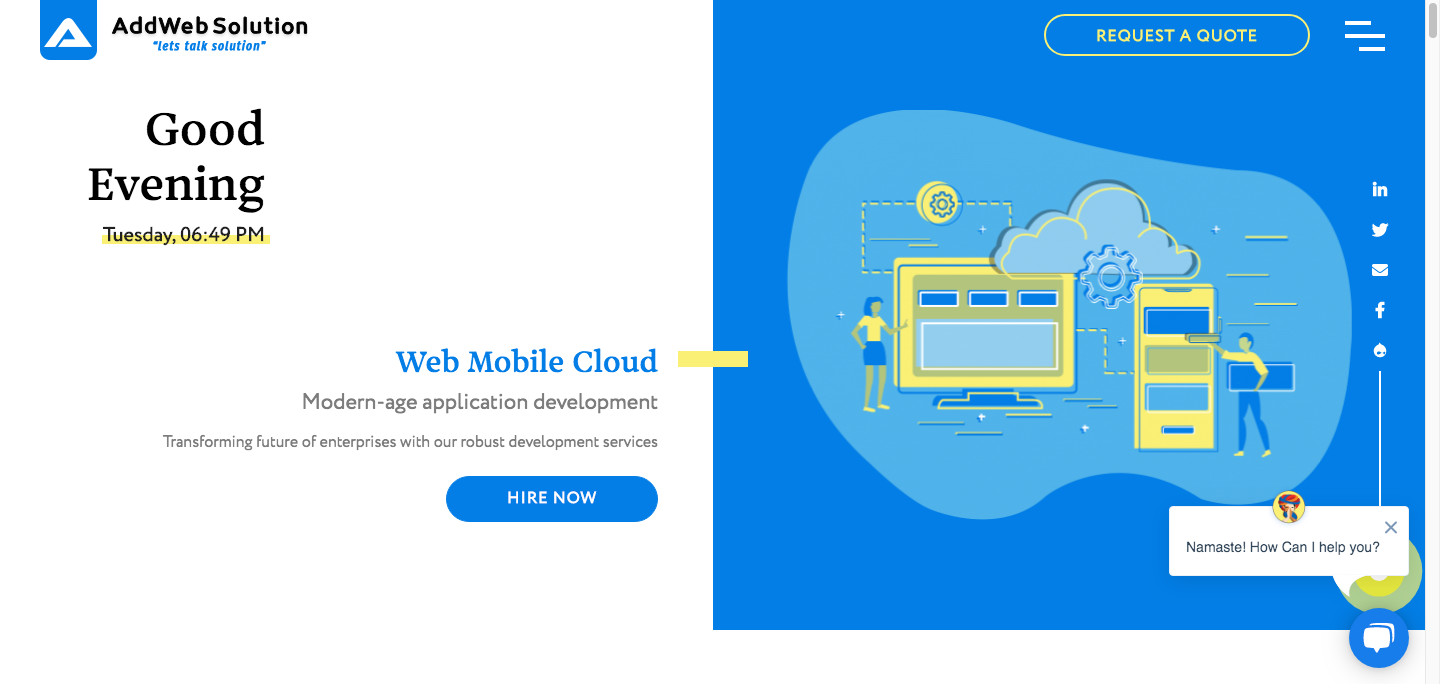 AddWeb Solution
"lets talk solution"
REQUEST A QUOTE
Good
Evening
Tuesday, 06:49 PM
Web Mobile Cloud
Modern-age application development
Transforming future of enterprises with our robust development services
HIRE NOW
Namaste! How Can I help you?